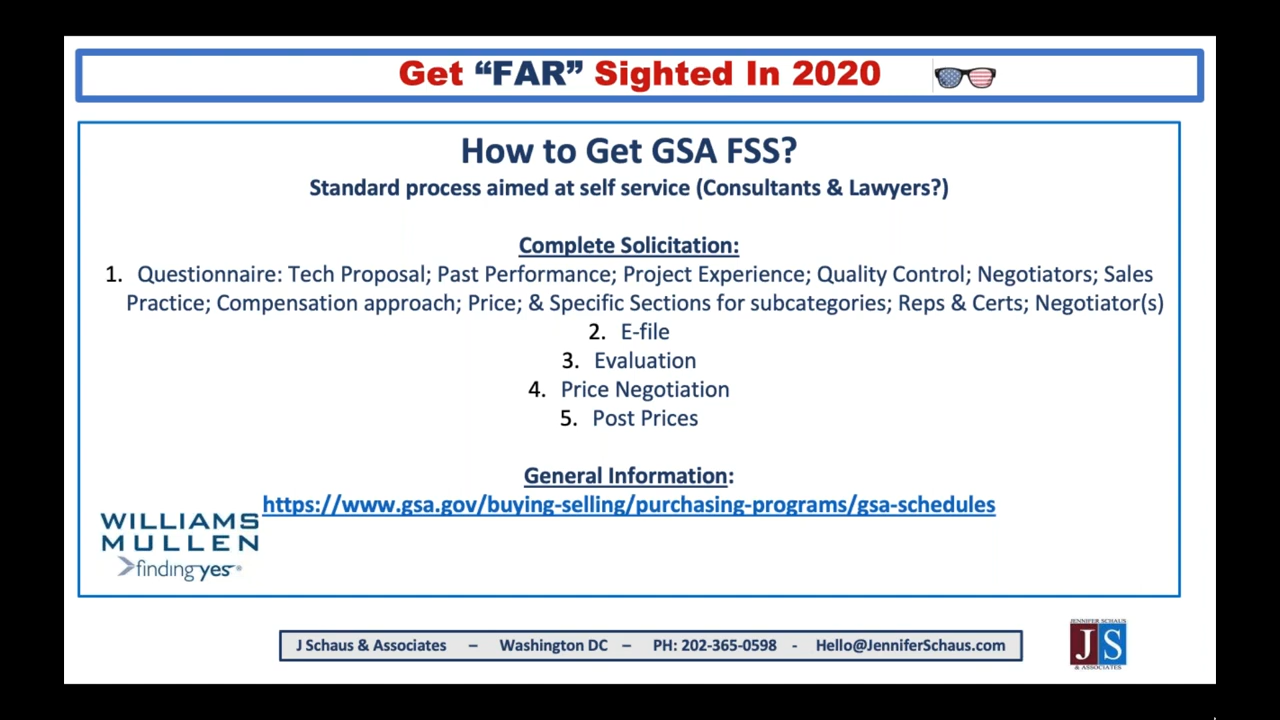 Get “FAR” Sighted In 2020
How to Get GSA FSS?
Standard process aimed at self service (Consultants & Lawyers?)
Complete Solicitation:
1. Questionnaire: Tech Proposal; Past Performance; Project Experience; Quality Control; Negotiators; Sales
Practice; Compensation approach; Price; & Specific Sections for subcategories; Reps & Certs; Negotiator(s)
2. E-file
3. Evaluation
4. Price Negotiation
5. Post Prices
General Information:
https://www.gsa.gov/buying-selling/purchasing-programs/gsa-schedules
WILLIAMS
MULLEN
finding yes®
J Schaus & Associates – Washington DC – PH: 202-365-0598 - Hello@JenniferSchaus.com
JENNIFER SCHAUS
JS
& ASSOCIATES